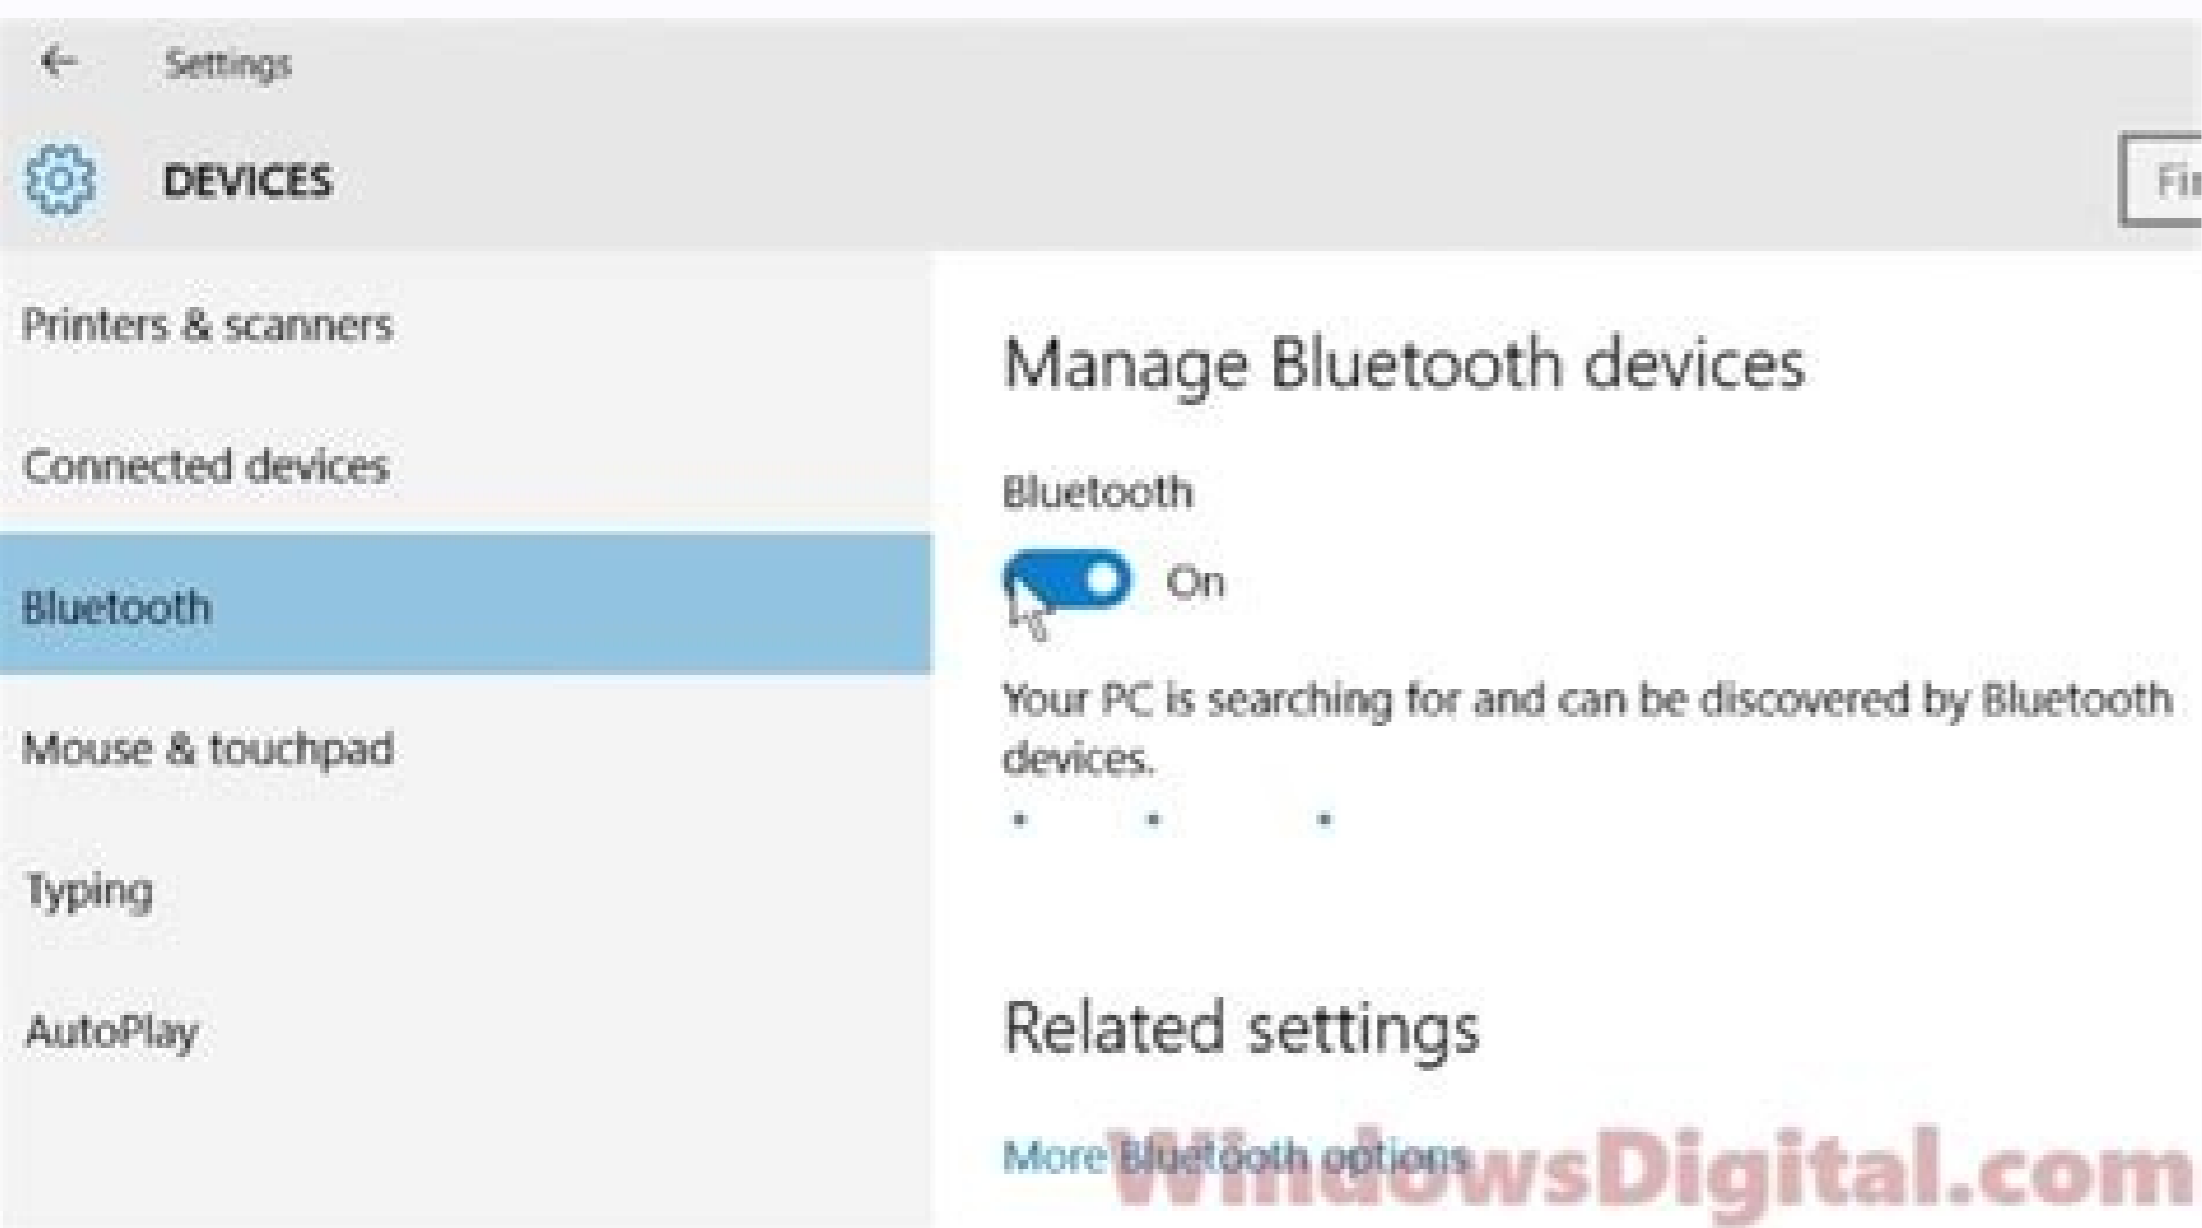 Settings
DEVICES
Printers & scanners
Connected devices
Bluetooth
Mouse & touchpad
Typing
AutoPlay
Manage Bluetooth devices
Bluetooth
On
Your PC is searching for and can be discovered by Bluetooth
devices.
Related settings
More Bluetooth options
WindowsDigital.com